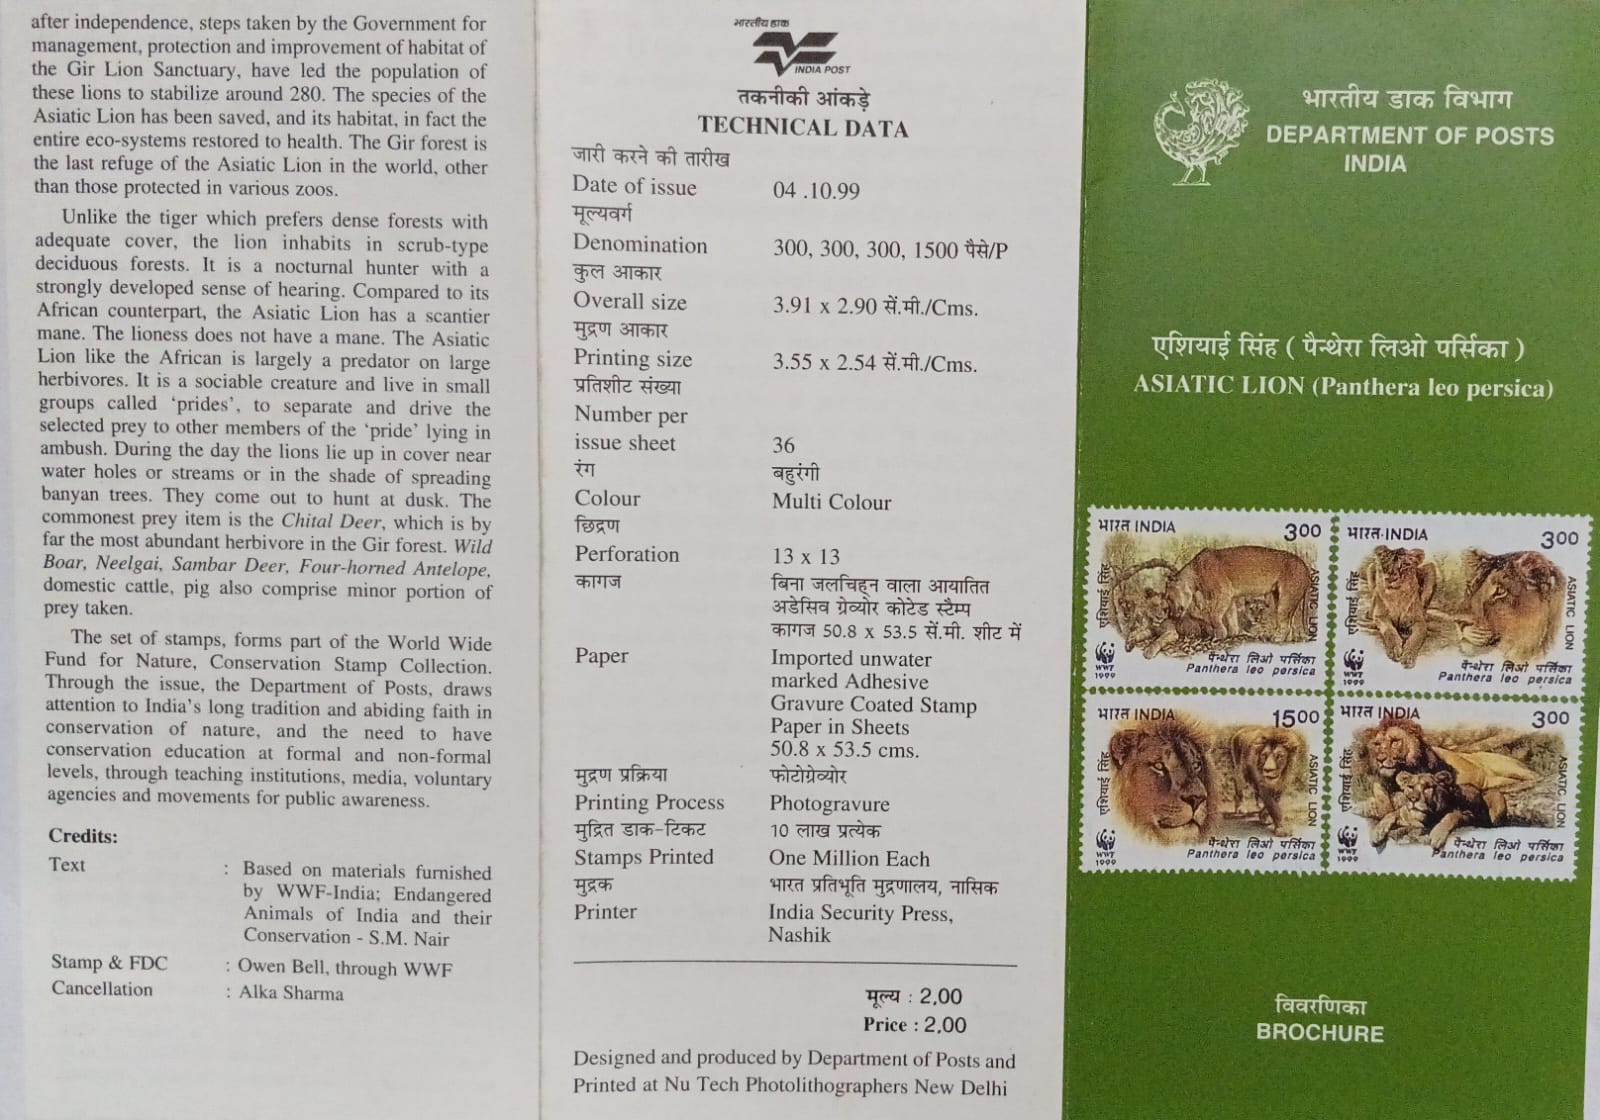 after independence, steps taken by the Government for
management, protection and improvement of habitat of
the Gir Lion Sanctuary, have led the population of
these lions to stabilize around 280. The species of the
Asiatic Lion has been saved, and its habitat, in fact the
entire eco-systems restored to health. The Gir forest is
the last refuge of the Asiatic Lion in the world, other
than those protected in various zoos.
Unlike the tiger which prefers dense forests with
adequate cover, the lion inhabits in scrub-type
deciduous forests. It is a nocturnal hunter with a
strongly developed sense of hearing. Compared to its
African counterpart, the Asiatic Lion has a scantier
mane. The lioness does not have a mane. The Asiatic
Lion like the African is largely a predator on large
herbivores. It is a sociable creature and live in small
groups called ‘prides’, to separate and drive the
selected prey to other members of the ‘pride’ lying in
ambush. During the day the lions lie up in cover near
water holes or streams or in the shade of spreading
banyan trees. They come out to hunt at dusk. The
commonest prey item is the Chital Deer, which is by
far the most abundant herbivore in the Gir forest. Wild
Boar, Neelgai, Sambar Deer, Four-horned Antelope,
domestic cattle, pig also comprise minor portion of
prey taken.
The set of stamps, forms part of the World Wide
Fund for Nature, Conservation Stamp Collection.
Through the issue, the Department of Posts, draws
attention to India’s long tradition and abiding faith in
conservation of nature, and the need to have
conservation education at formal and non-formal
levels, through teaching institutions, media, voluntary
agencies and movements for public awareness.
Credits:
Text : Based on materials furnished
by WWF-India; Endangered
Animals of India and their
Conservation - S.M. Nair
Stamp & FDC : Owen Bell, through WWF
Cancellation : Alka Sharma
भारतीय डाक
INDIA POST
तकनीकी आंकड़े
TECHNICAL DATA
जारी करने की तारीख
Date of issue 04 .10.99
मूल्यवर्ग
Denomination 300, 300, 300, 1500 पैसे/P
कुल आकार
Overall size 3.91 x 2.90 सें.मी./Cms.
मुद्रण आकार
Printing size 3.55 x 2.54 सें.मी./Cms.
प्रतिशीट संख्या
Number per
issue sheet 36
रंग बहुरंगी
Colour Multi Colour
छिद्रण
Perforation 13 x 13
कागज बिना जलचिहन वाला आयातित
अडेसिव ग्रेव्योर कोटेड स्टैम्प
कागज 50.8 x 53.5 सें.मी. शीट में
Paper Imported unwater
marked Adhesive
Gravure Coated Stamp
Paper in Sheets
50.8 x 53.5 cms.
मुद्रण प्रक्रिया फोटोग्रेव्योर
Printing Process Photogravure
मुद्रित डाक-टिकट 10 लाख प्रत्येक
Stamps Printed One Million Each
मुद्रक भारत प्रतिभूति मुद्रणालय, नासिक
Printer India Security Press,
Nashik
मूल्य : 2.00
Price : 2.00
Designed and produced by Department of Posts and
Printed at Nu Tech Photolithographers New Delhi
भारतीय डाक विभाग
DEPARTMENT OF POSTS
INDIA
एशियाई सिंह ( पैन्थेरा लिओ पर्सिका )
ASIATIC LION (Panthera leo persica)
भारत INDIA 300
एशियाई सिंह
ASIATIC LION
WWF
1999
पैन्थेरा लिओ पर्सिका
Panthera leo persica
भारत INDIA 300
एशियाई सिंह
ASIATIC LION
WWF
1999
पैन्थेरा लिओ पर्सिका
Panthera leo persica
भारत INDIA 1500
एशियाई सिंह
ASIATIC LION
WWF
1999
पैन्थेरा लिओ पर्सिका
Panthera leo persica
भारत INDIA 300
एशियाई सिंह
ASIATIC LION
WWF
1999
पैन्थेरा लिओ पर्सिका
Panthera leo persica
विवरणिका
BROCHURE